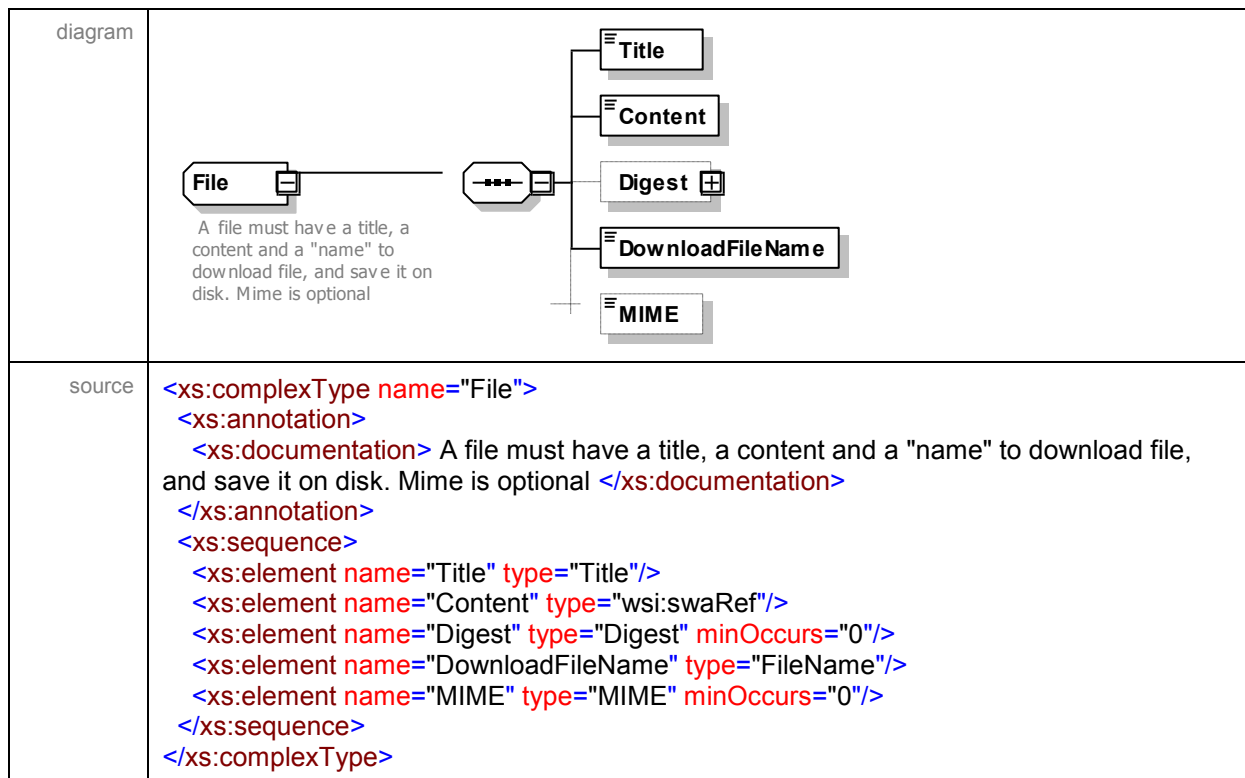 diagram
Title
Content
File
Digest
A file must have a title, a
content and a "name" to
download file, and save it on
disk. Mime is optional
DownloadFileName
MIME
source
<xs:complexType name="File">
<xs:annotation>
<xs:documentation> A file must have a title, a content and a "name" to download file,
and save it on disk. Mime is optional </xs:documentation>
</xs:annotation>
<xs:sequence>
<xs:element name="Title" type="Title"/>
<xs:element name="Content" type="wsi:swaRef"/>
<xs:element name="Digest" type="Digest" minOccurs="0"/>
<xs:element name="DownloadFileName" type="FileName"/>
<xs:element name="MIME" type="MIME" minOccurs="0"/>
</xs:sequence>
</xs:complexType>